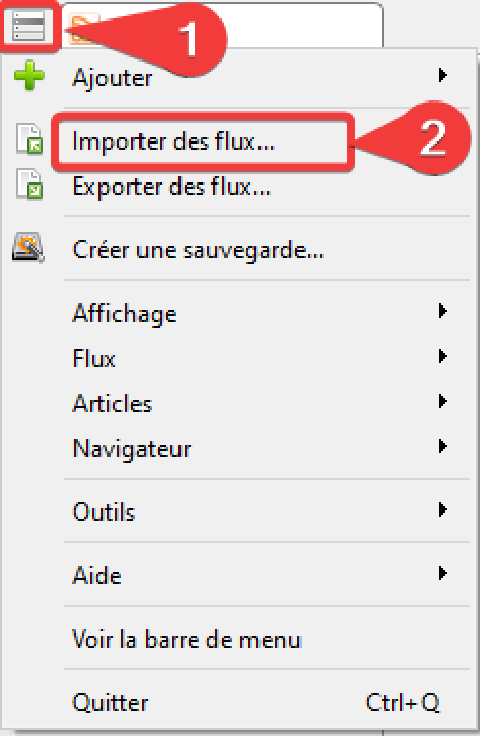 1
Ajouter
Importer des flux...
2
Exporter des flux...
Créer une sauvegarde...
Affichage
Flux
Articles
Navigateur
Outils
Aide
Voir la barre de menu
Quitter Ctrl+Q